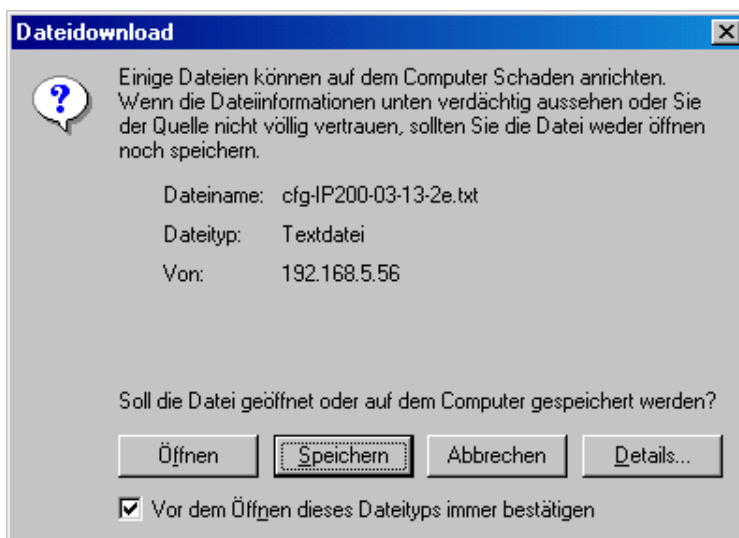 Dateidownload
Einige Dateien können auf dem Computer Schaden anrichten.
Wenn die Dateiinformationen unten verdächtig aussehen oder Sie
der Quelle nicht völlig vertrauen, sollten Sie die Datei weder öffnen
noch speichern.
Dateiname: cfg-IP200-03-13-2e.txt
Dateityp: Textdatei
Von: 192.168.5.56
Soll die Datei geöffnet oder auf dem Computer gespeichert werden?
Öffnen Speichern Abbrechen Details...
Vor dem Öffnen dieses Dateityps immer bestätigen